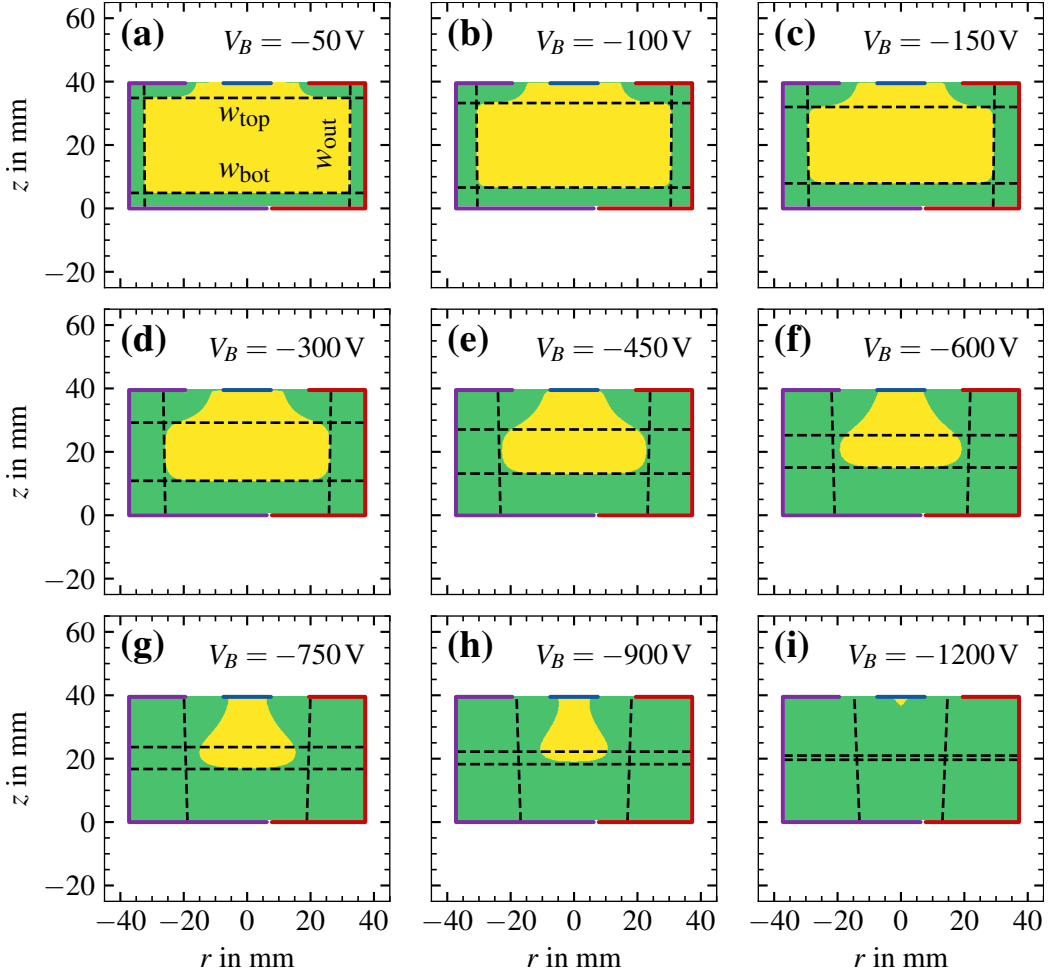 (a) V_B = −50 V
(b) V_B = −100 V
(c) V_B = −150 V
60
40
20
0
−20
z in mm
w_top
w_out
w_bot
(d) V_B = −300 V
(e) V_B = −450 V
(f) V_B = −600 V
60
40
20
0
−20
z in mm
(g) V_B = −750 V
(h) V_B = −900 V
(i) V_B = −1200 V
60
40
20
0
−20
z in mm
−40 −20 0 20 40
−40 −20 0 20 40
−40 −20 0 20 40
r in mm
r in mm
r in mm